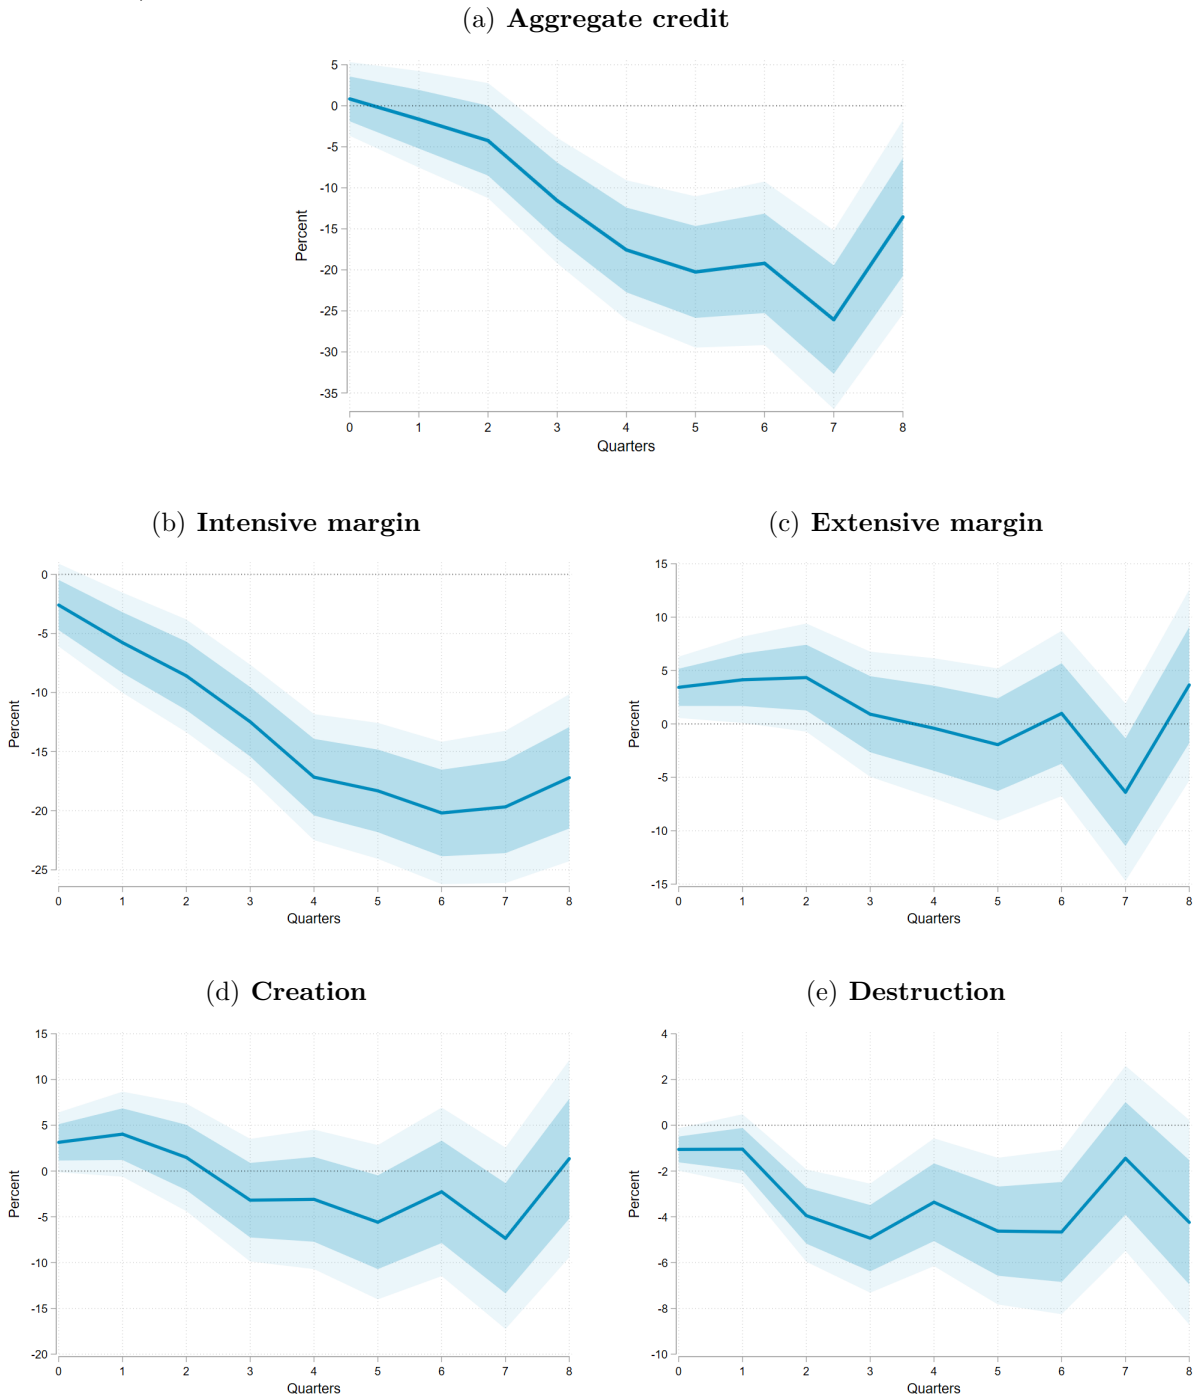 (a) Aggregate credit
5
0
-5
-10
-15
-20
-25
-30
-35
Percent
0 1 2 3 4 5 6 7 8
Quarters
(b) Intensive margin
0
-5
-10
-15
-20
-25
Percent
0 1 2 3 4 5 6 7 8
Quarters
(c) Extensive margin
15
10
5
0
-5
-10
-15
Percent
0 1 2 3 4 5 6 7 8
Quarters
(d) Creation
15
10
5
0
-5
-10
-15
-20
Percent
0 1 2 3 4 5 6 7 8
Quarters
(e) Destruction
4
2
0
-2
-4
-6
-8
-10
Percent
0 1 2 3 4 5 6 7 8
Quarters